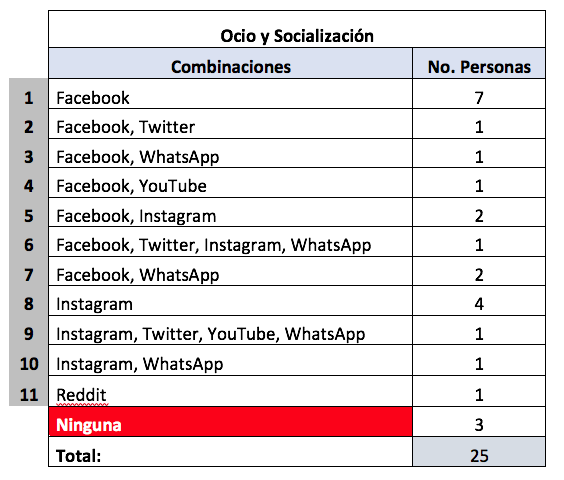 Ocio y Socialización
Combinaciones No. Personas
1 Facebook 7
2 Facebook, Twitter 1
3 Facebook, WhatsApp 1
4 Facebook, YouTube 1
5 Facebook, Instagram 2
6 Facebook, Twitter, Instagram, WhatsApp 1
7 Facebook, WhatsApp 2
8 Instagram 4
9 Instagram, Twitter, YouTube, WhatsApp 1
10 Instagram, WhatsApp 1
11 Reddit 1
Ninguna 3
Total: 25